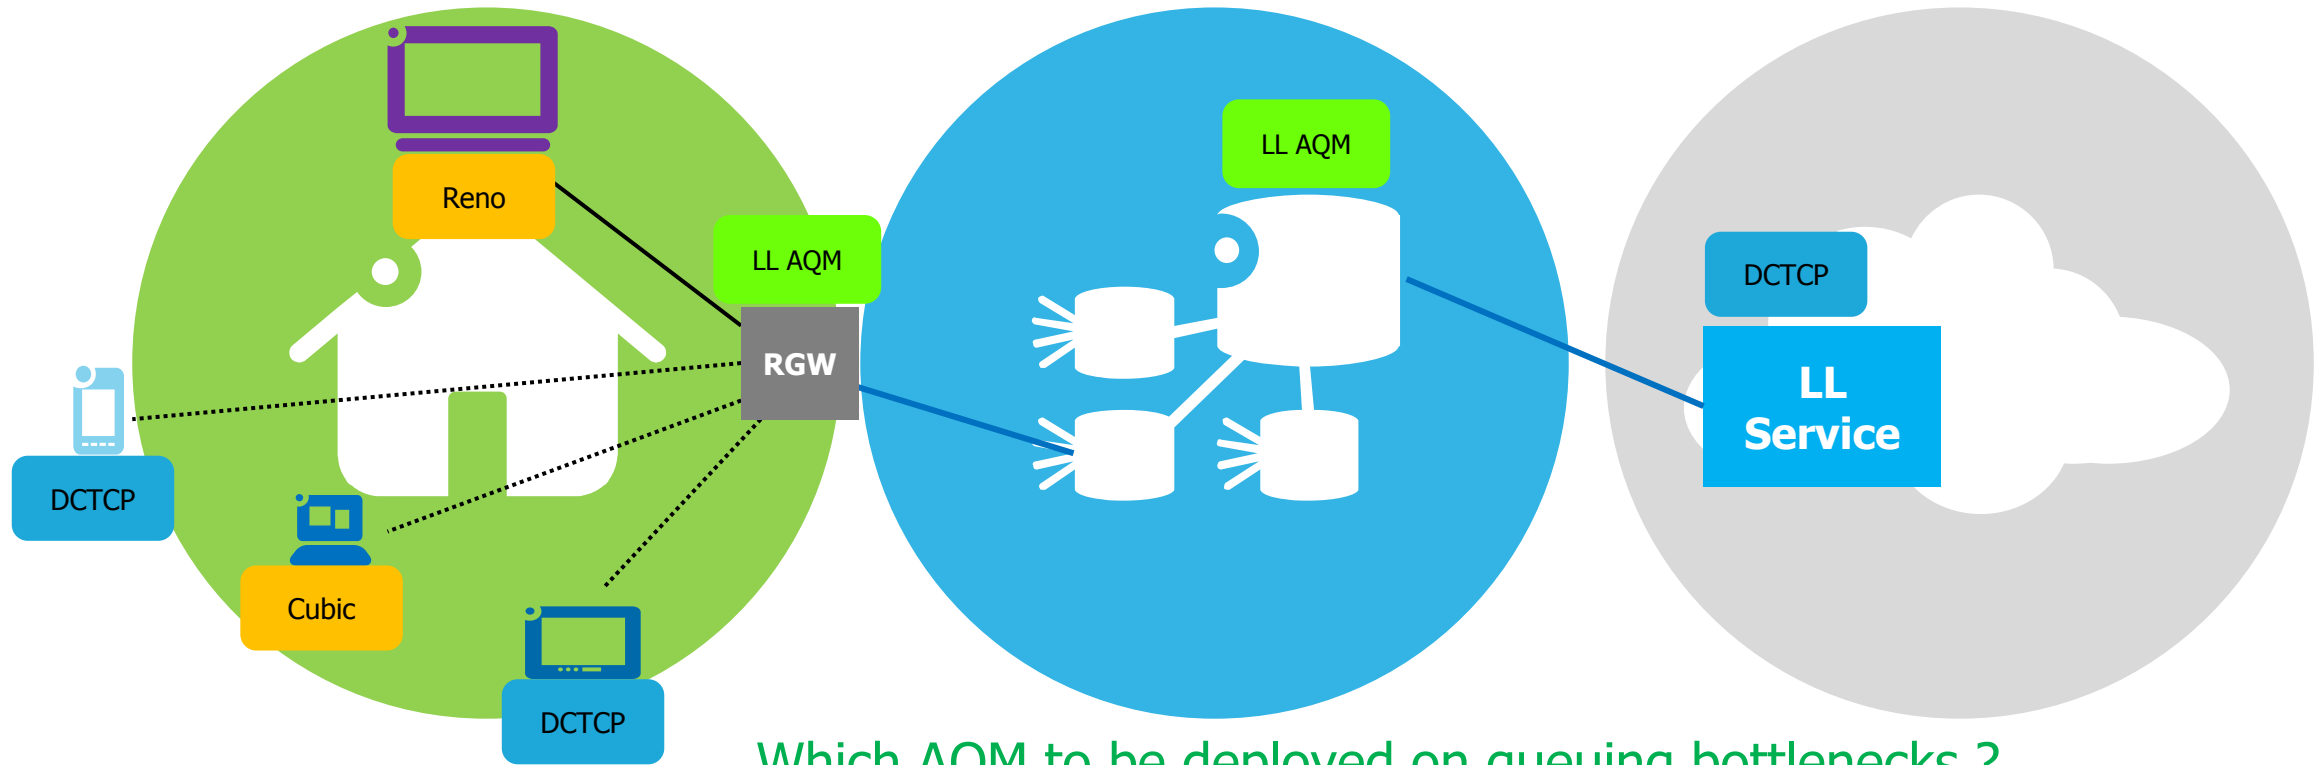 Reno
LL AQM
RGW
DCTCP
Cubic
DCTCP
LL AQM
DCTCP
LL
Service
Which AQM to be deployed on queuing bottlenecks ?